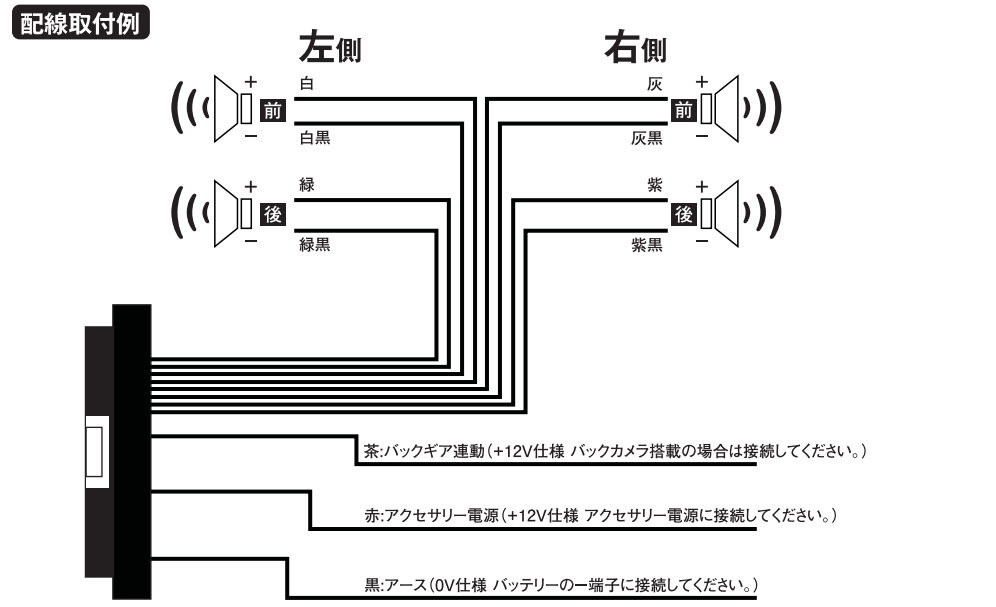 配線取付例
左側
右側
白
灰
+
前
前
+
−
白黒
灰黒
−
緑
紫
+
後
後
+
−
緑黒
紫黒
−
茶:バックギア連動(+12V仕様 バックカメラ搭載の場合は接続してください。)
赤:アクセサリー電源(+12V仕様 アクセサリー電源に接続してください。)
黒:アース(0V仕様 バッテリーのー端子に接続してください。)